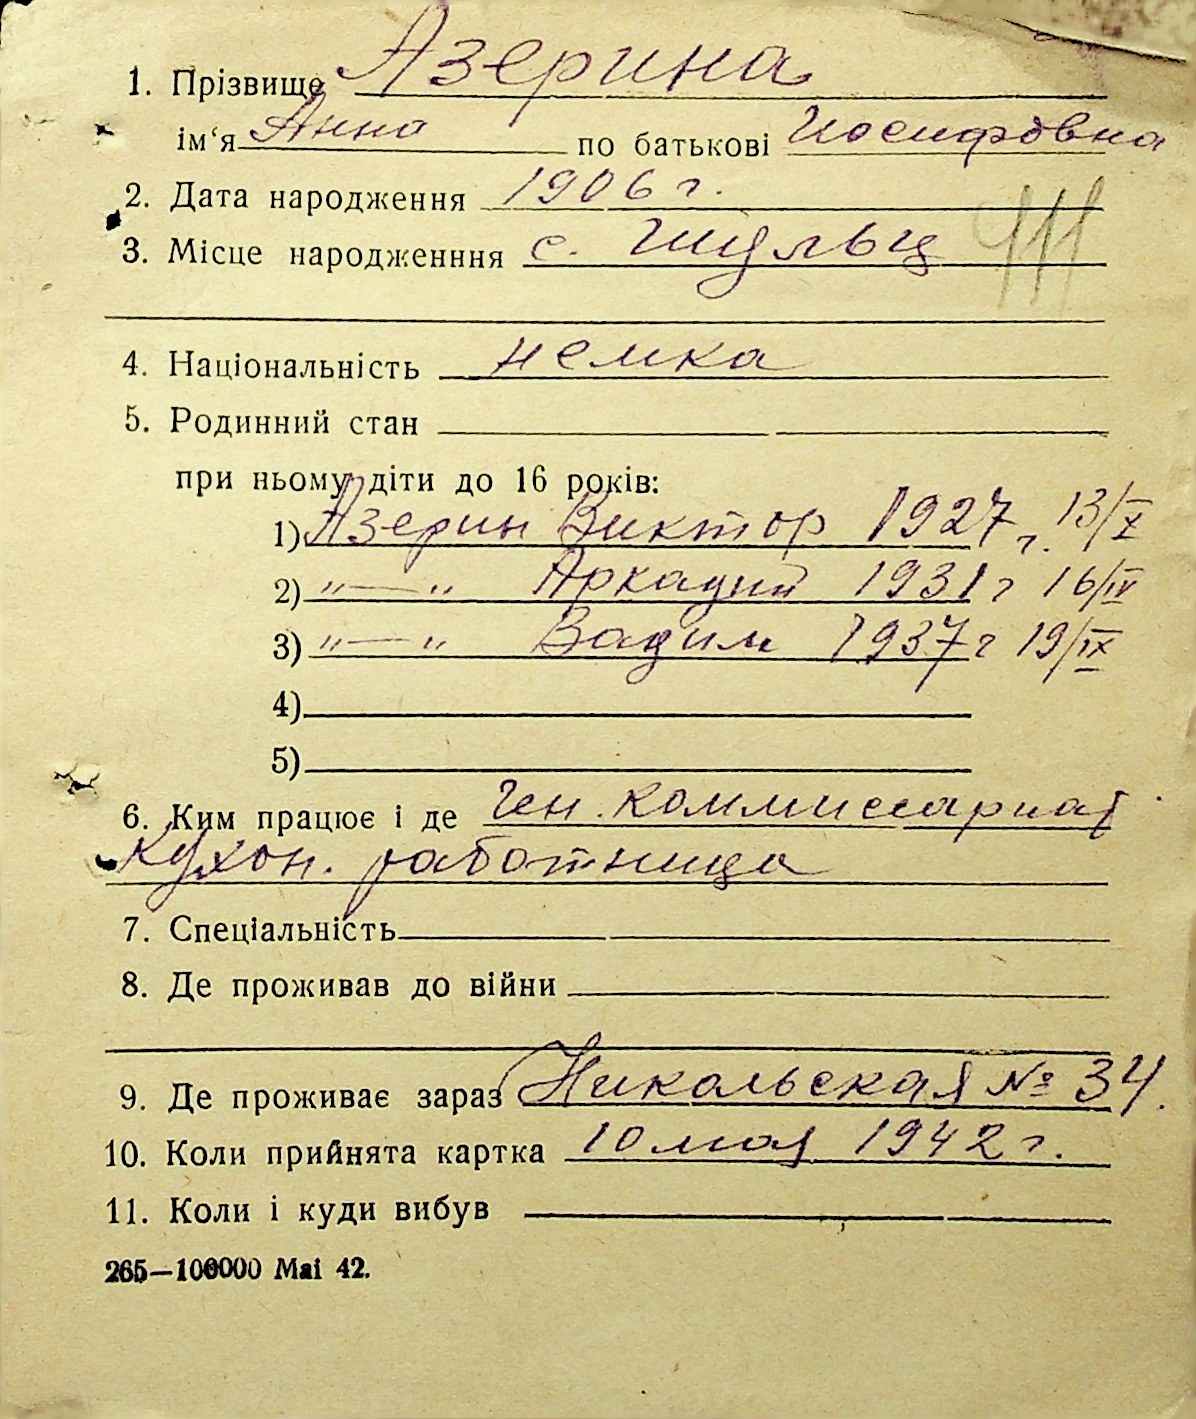 1. Прізвище Азерина
ім‘я Анна по батькові Иосифовна
2. Дата народження 1906 г.
3. Місце народженння с. Шульц
4. Національність немка
5. Родинний стан
при ньому діти до 16 років:
1) Азерин Виктор 1927 г. 13/X
2) „—“ Аркадий 1931 г 16/IV
3) „—“ Вадим 1937 г 19/IX
4)
5)
6. Ким працює і де Ген. коммиссариат
кухон. работница
7. Спеціальність
8. Де проживав до війни
9. Де проживає зараз Никольская № 34.
10. Коли прийнята картка 10 мая 1942 г.
11. Коли і куди вибув
265—100000 Mai 42.